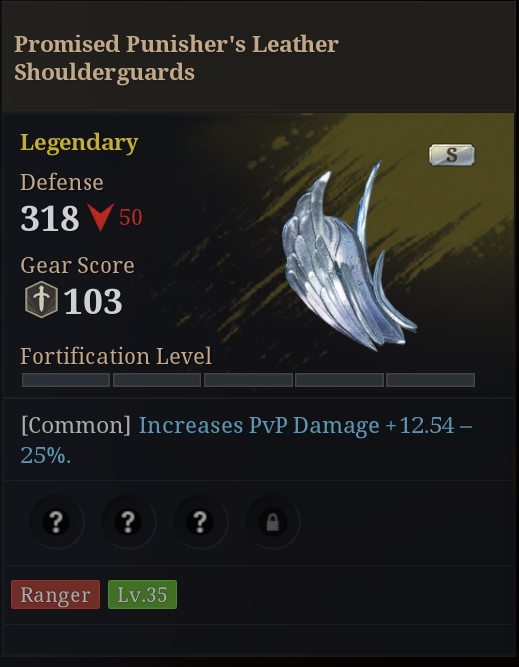 Promised Punisher's Leather
Shoulderguards
Legendary
S
Defense
318 50
Gear Score
103
Fortification Level
[Common] Increases PvP Damage +12.54 –
25%.
? ? ?
Ranger Lv.35